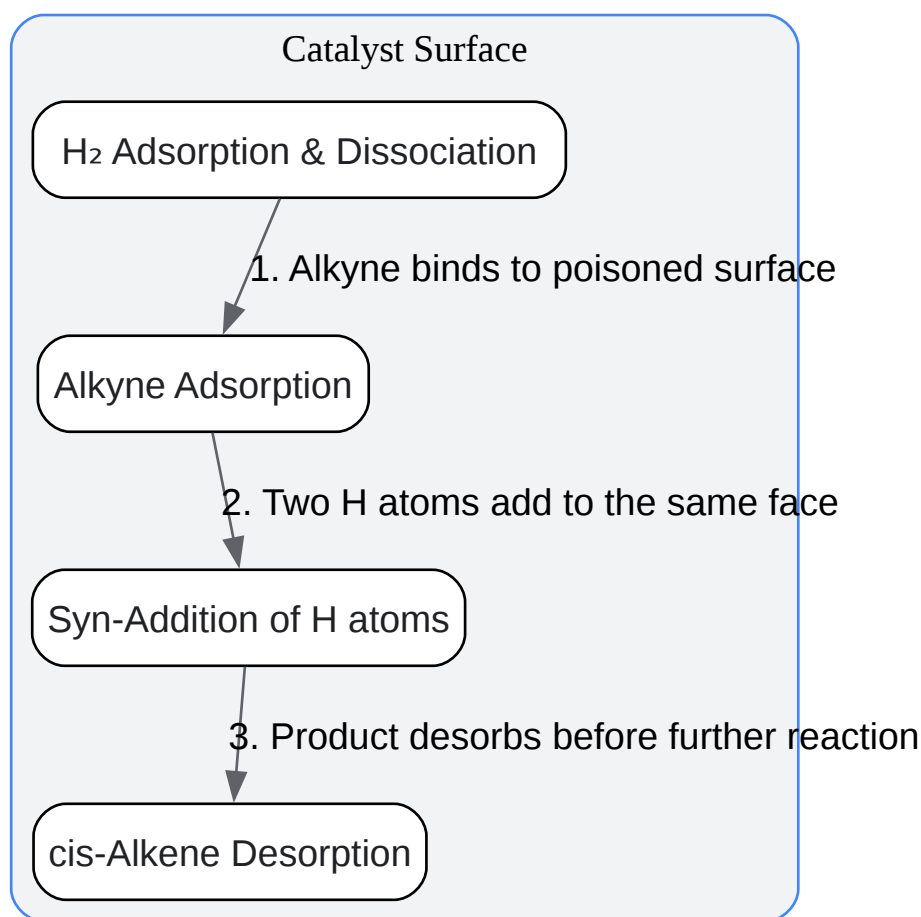 Catalyst Surface
H₂ Adsorption & Dissociation
1. Alkyne binds to poisoned surface
Alkyne Adsorption
2. Two H atoms add to the same face
Syn-Addition of H atoms
3. Product desorbs before further reaction
cis-Alkene Desorption